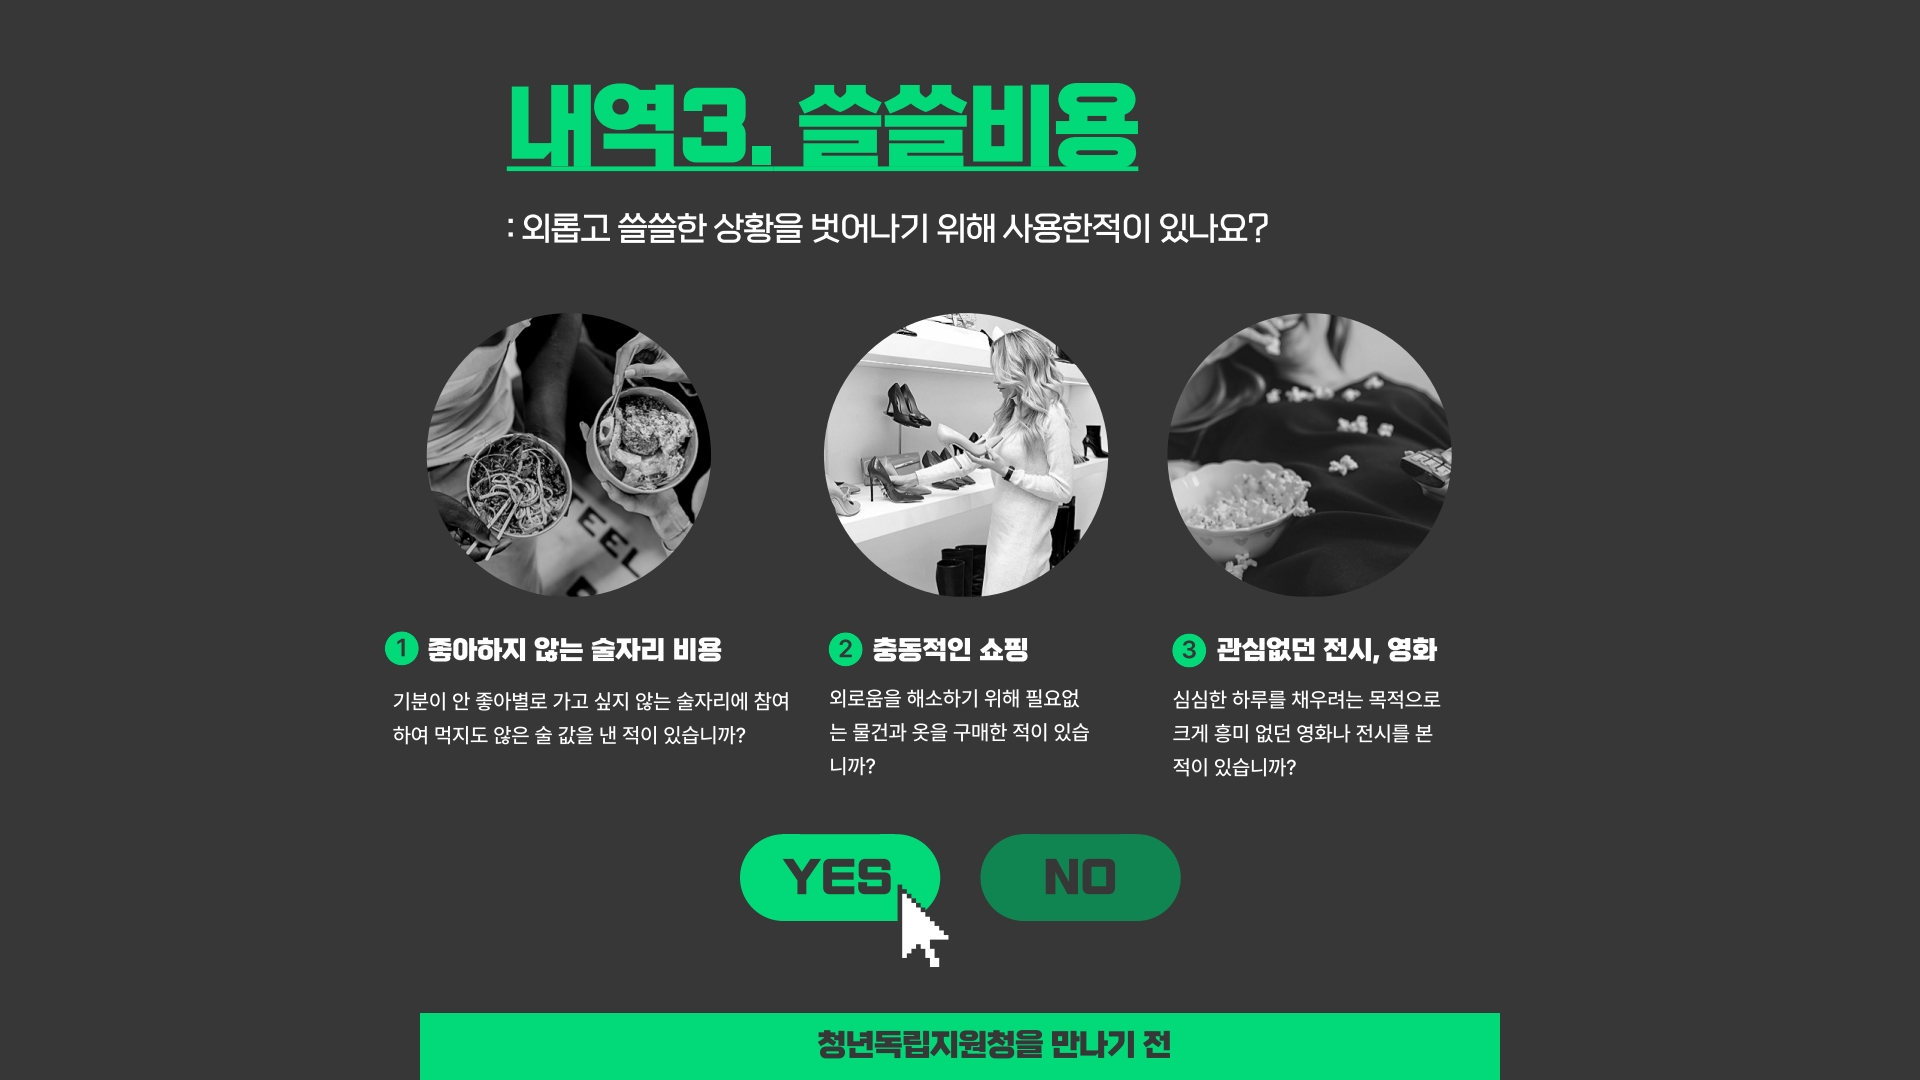 내역3. 쓸쓸비용
: 외롭고 쓸쓸한 상황을 벗어나기 위해 사용한적이 있나요?
FEEL
1 좋아하지 않는 술자리 비용
기분이 안 좋아별로 가고 싶지 않는 술자리에 참여
하여 먹지도 않은 술 값을 낸 적이 있습니까?
2 충동적인 쇼핑
외로움을 해소하기 위해 필요없
는 물건과 옷을 구매한 적이 있습
니까?
3 관심없던 전시, 영화
심심한 하루를 채우려는 목적으로
크게 흥미 없던 영화나 전시를 본
적이 있습니까?
YES
NO
청년독립지원청을 만나기 전